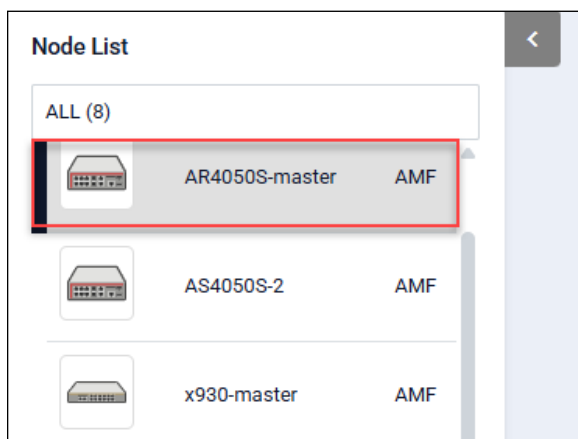 Node List
ALL (8)
AR4050S-master AMF
AS4050S-2 AMF
x930-master AMF